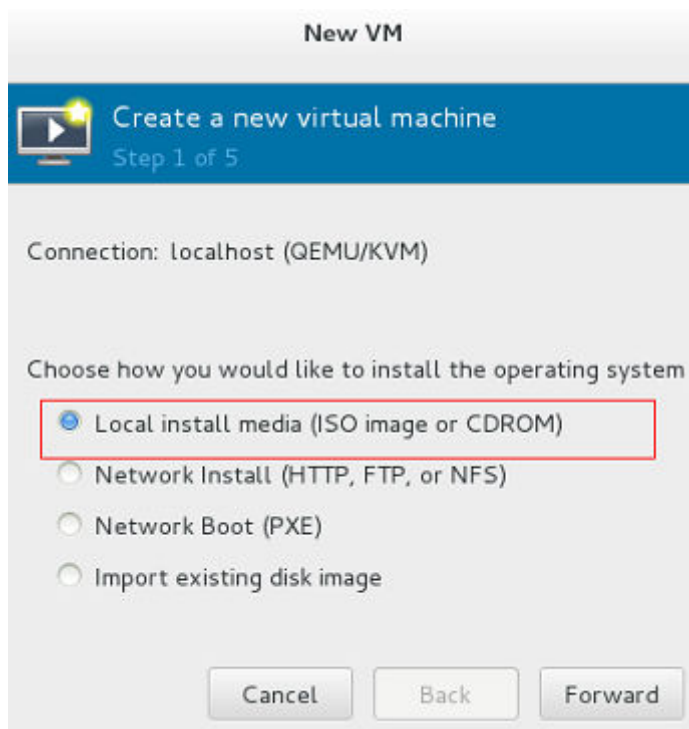 New VM
Create a new virtual machine
Step 1 of 5
Connection: localhost (QEMU/KVM)
Choose how you would like to install the operating system
Local install media (ISO image or CDROM)
Network Install (HTTP, FTP, or NFS)
Network Boot (PXE)
Import existing disk image
Cancel Back Forward